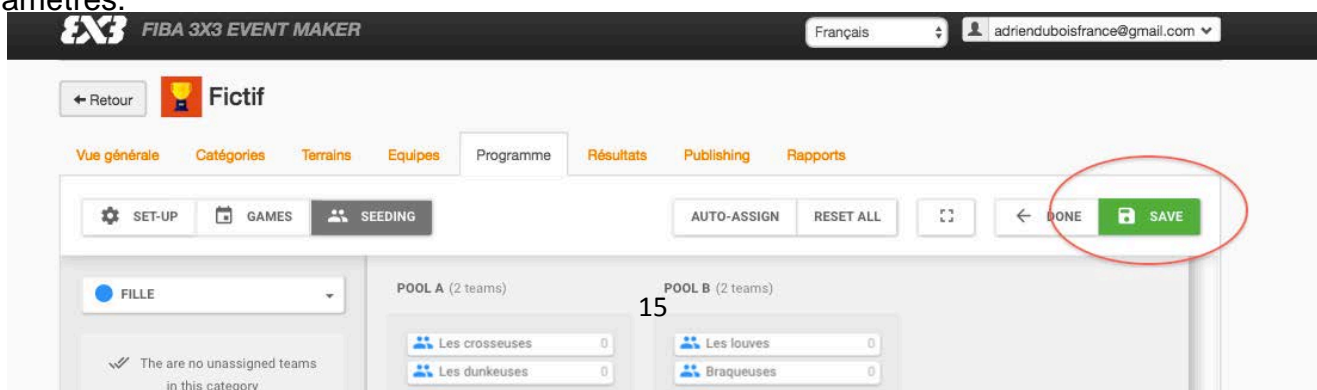 amètres.
3X3 FIBA 3X3 EVENT MAKER Français adrienduboisfrance@gmail.com
Retour Fictif
Vue générale Catégories Terrains Equipes Programme Résultats Publishing Rapports
SET-UP GAMES SEEDING AUTO-ASSIGN RESET ALL DONE SAVE
FILLE POOL A (2 teams) POOL B (2 teams)
15
Les crosseuses 0 Les louves 0
The are no unassigned teams
Les dunkeuses 0 Braqueuses 0
in this category